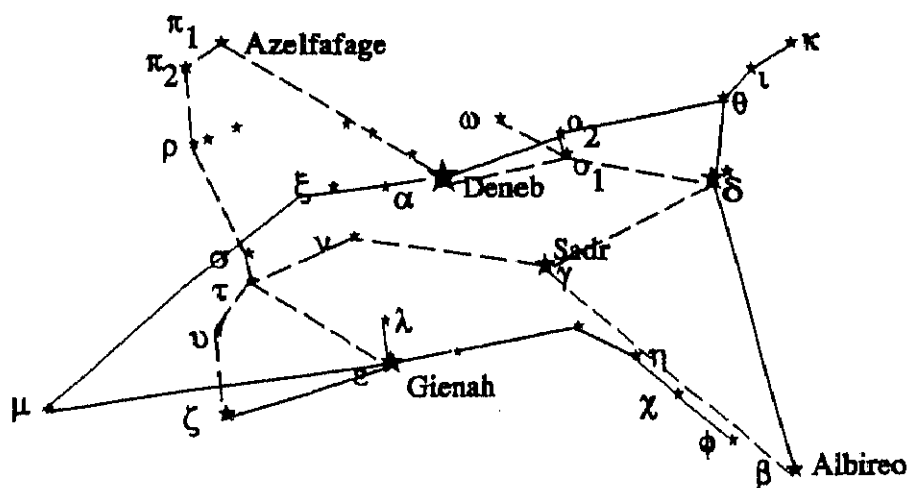 π1
Azelfafage
κ
π2
ι
θ
ω
ο2
ρ
ο1
ξ
α
Deneb
δ
σ
ν
Sadr
γ
τ
λ
υ
e
Gienah
η
μ
ζ
χ
φ
β
Albireo